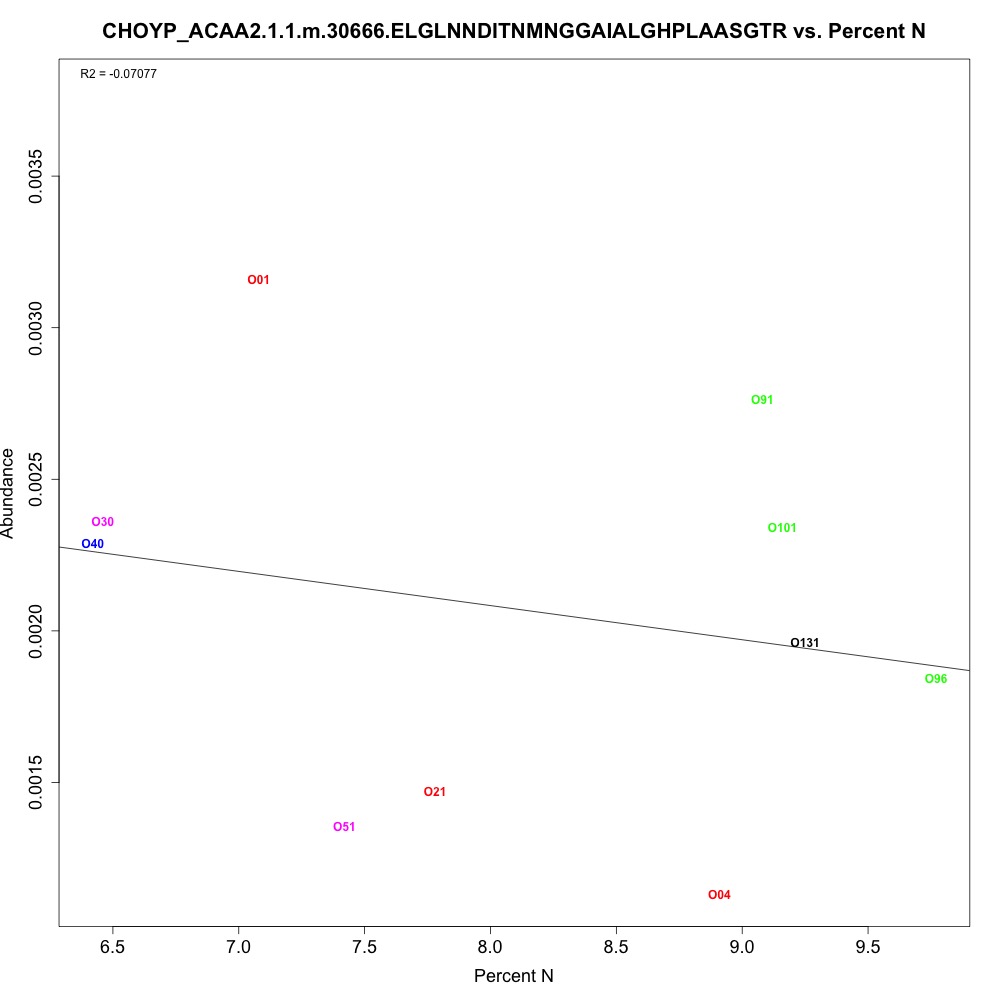 CHOYP_ACAA2.1.1.m.30666.ELGLNNDITNMNGGAIALGHPLAASGTR vs. Percent N
R2 = -0.07077
0.0035
O01
0.0030
O91
Abundance
0.0025
O30
O101
O40
0.0020
O131
O96
0.0015
O21
O51
O04
6.5 7.0 7.5 8.0 8.5 9.0 9.5
Percent N